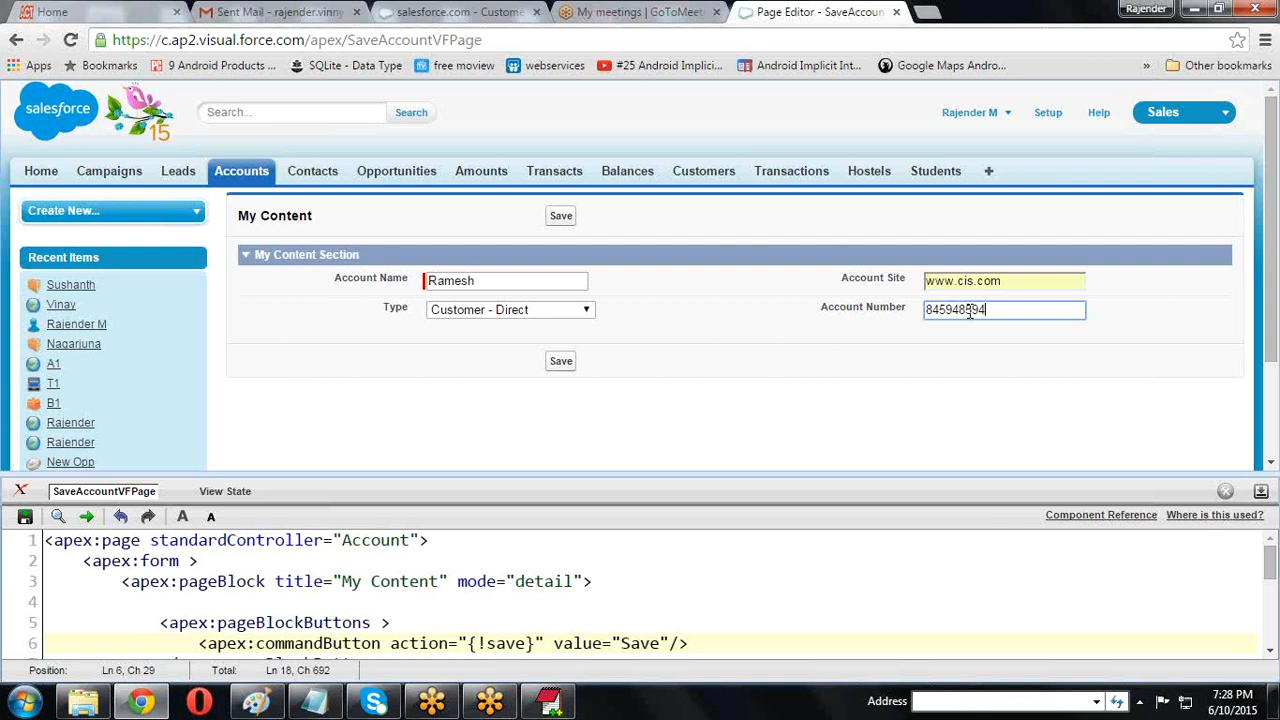 Home
Sent Mail - rajender.vinny
salesforce.com - Custome
My meetings | GoToMeet
Page Editor - SaveAccoun
Rajender
https://c.ap2.visual.force.com/apex/SaveAccountVFPage
Apps
Bookmarks
9 Android Products ...
SQLite - Data Type
free moview
webservices
#25 Android Implici...
Android Implicit Int...
Google Maps Andro...
»
Other bookmarks
salesforce
15
Search...
Search
Rajender M
Setup
Help
Sales
Home
Campaigns
Leads
Accounts
Contacts
Opportunities
Amounts
Transacts
Balances
Customers
Transactions
Hostels
Students
+
Create New...
Recent Items
Sushanth
Vinay
Rajender M
Nagarjuna
A1
T1
B1
Rajender
Rajender
New Opp
My Content
Save
My Content Section
Account Name
Ramesh
Account Site
www.cis.com
Type
Customer - Direct
Account Number
Save
SaveAccountVFPage
View State
Component Reference
Where is this used?
1 <apex:page standardController="Account">
2 <apex:form >
3 <apex:pageBlock title="My Content" mode="detail">
4
5 <apex:pageBlockButtons >
6 <apex:commandButton action="{!save}" value="Save"/>
Position:
Ln 6, Ch 29
Total:
Ln 18, Ch 692
Address
7:28 PM
6/10/2015